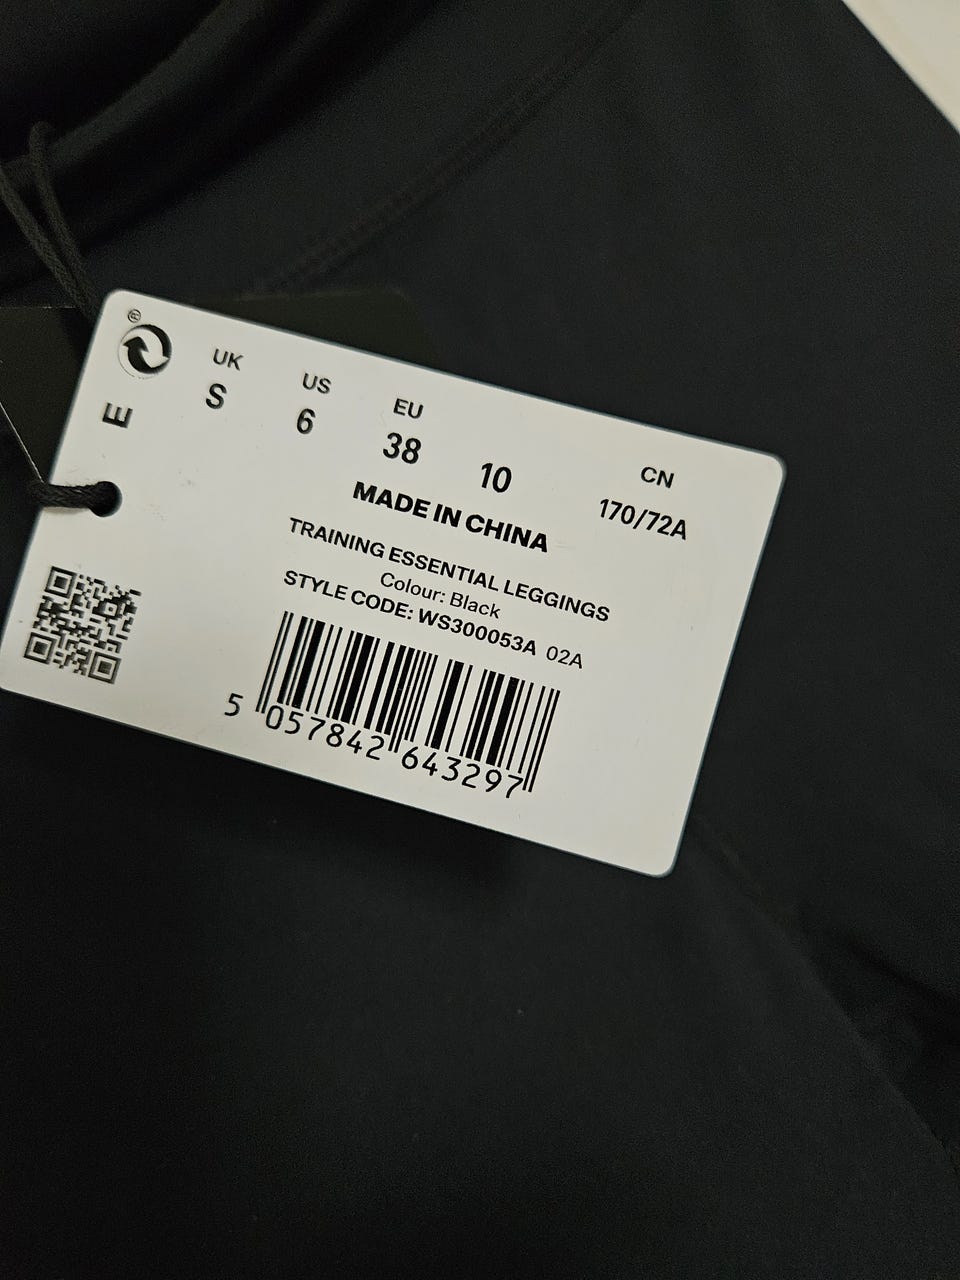 ®
E
UK US EU CN
S 6 38 10 170/72A
MADE IN CHINA
TRAINING ESSENTIAL LEGGINGS
Colour: Black
STYLE CODE: WS300053A 02A
5 057842 643297